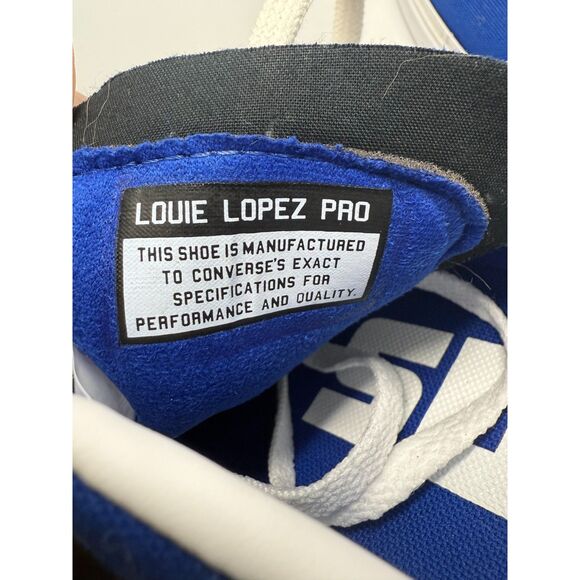 LOUIE LOPEZ PRO
THIS SHOE IS MANUFACTURED
TO CONVERSE'S EXACT
SPECIFICATIONS FOR
PERFORMANCE AND QUALITY.